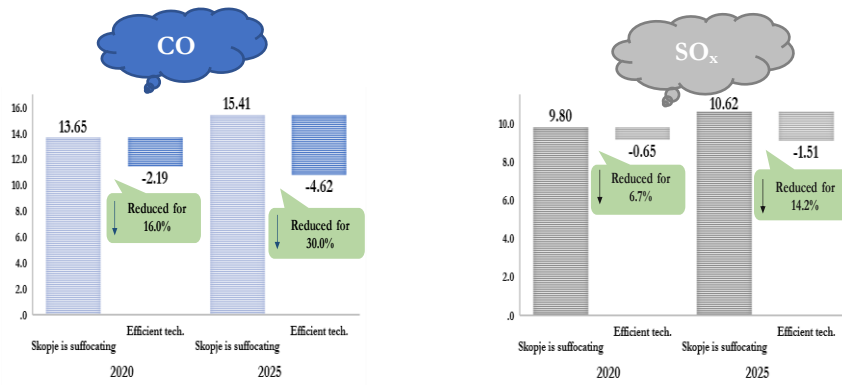 CO
16.0
14.0
12.0
10.0
8.0
6.0
4.0
2.0
.0
13.65
-2.19
15.41
-4.62
Reduced for
16.0%
Reduced for
30.0%
Skopje is suffocating
Efficient tech.
Skopje is suffocating
Efficient tech.
2020
2025
SOx
10.0
8.0
6.0
4.0
2.0
.0
9.80
-0.65
10.62
-1.51
Reduced for
6.7%
Reduced for
14.2%
Skopje is suffocating
Efficient tech.
Skopje is suffocating
Efficient tech.
2020
2025